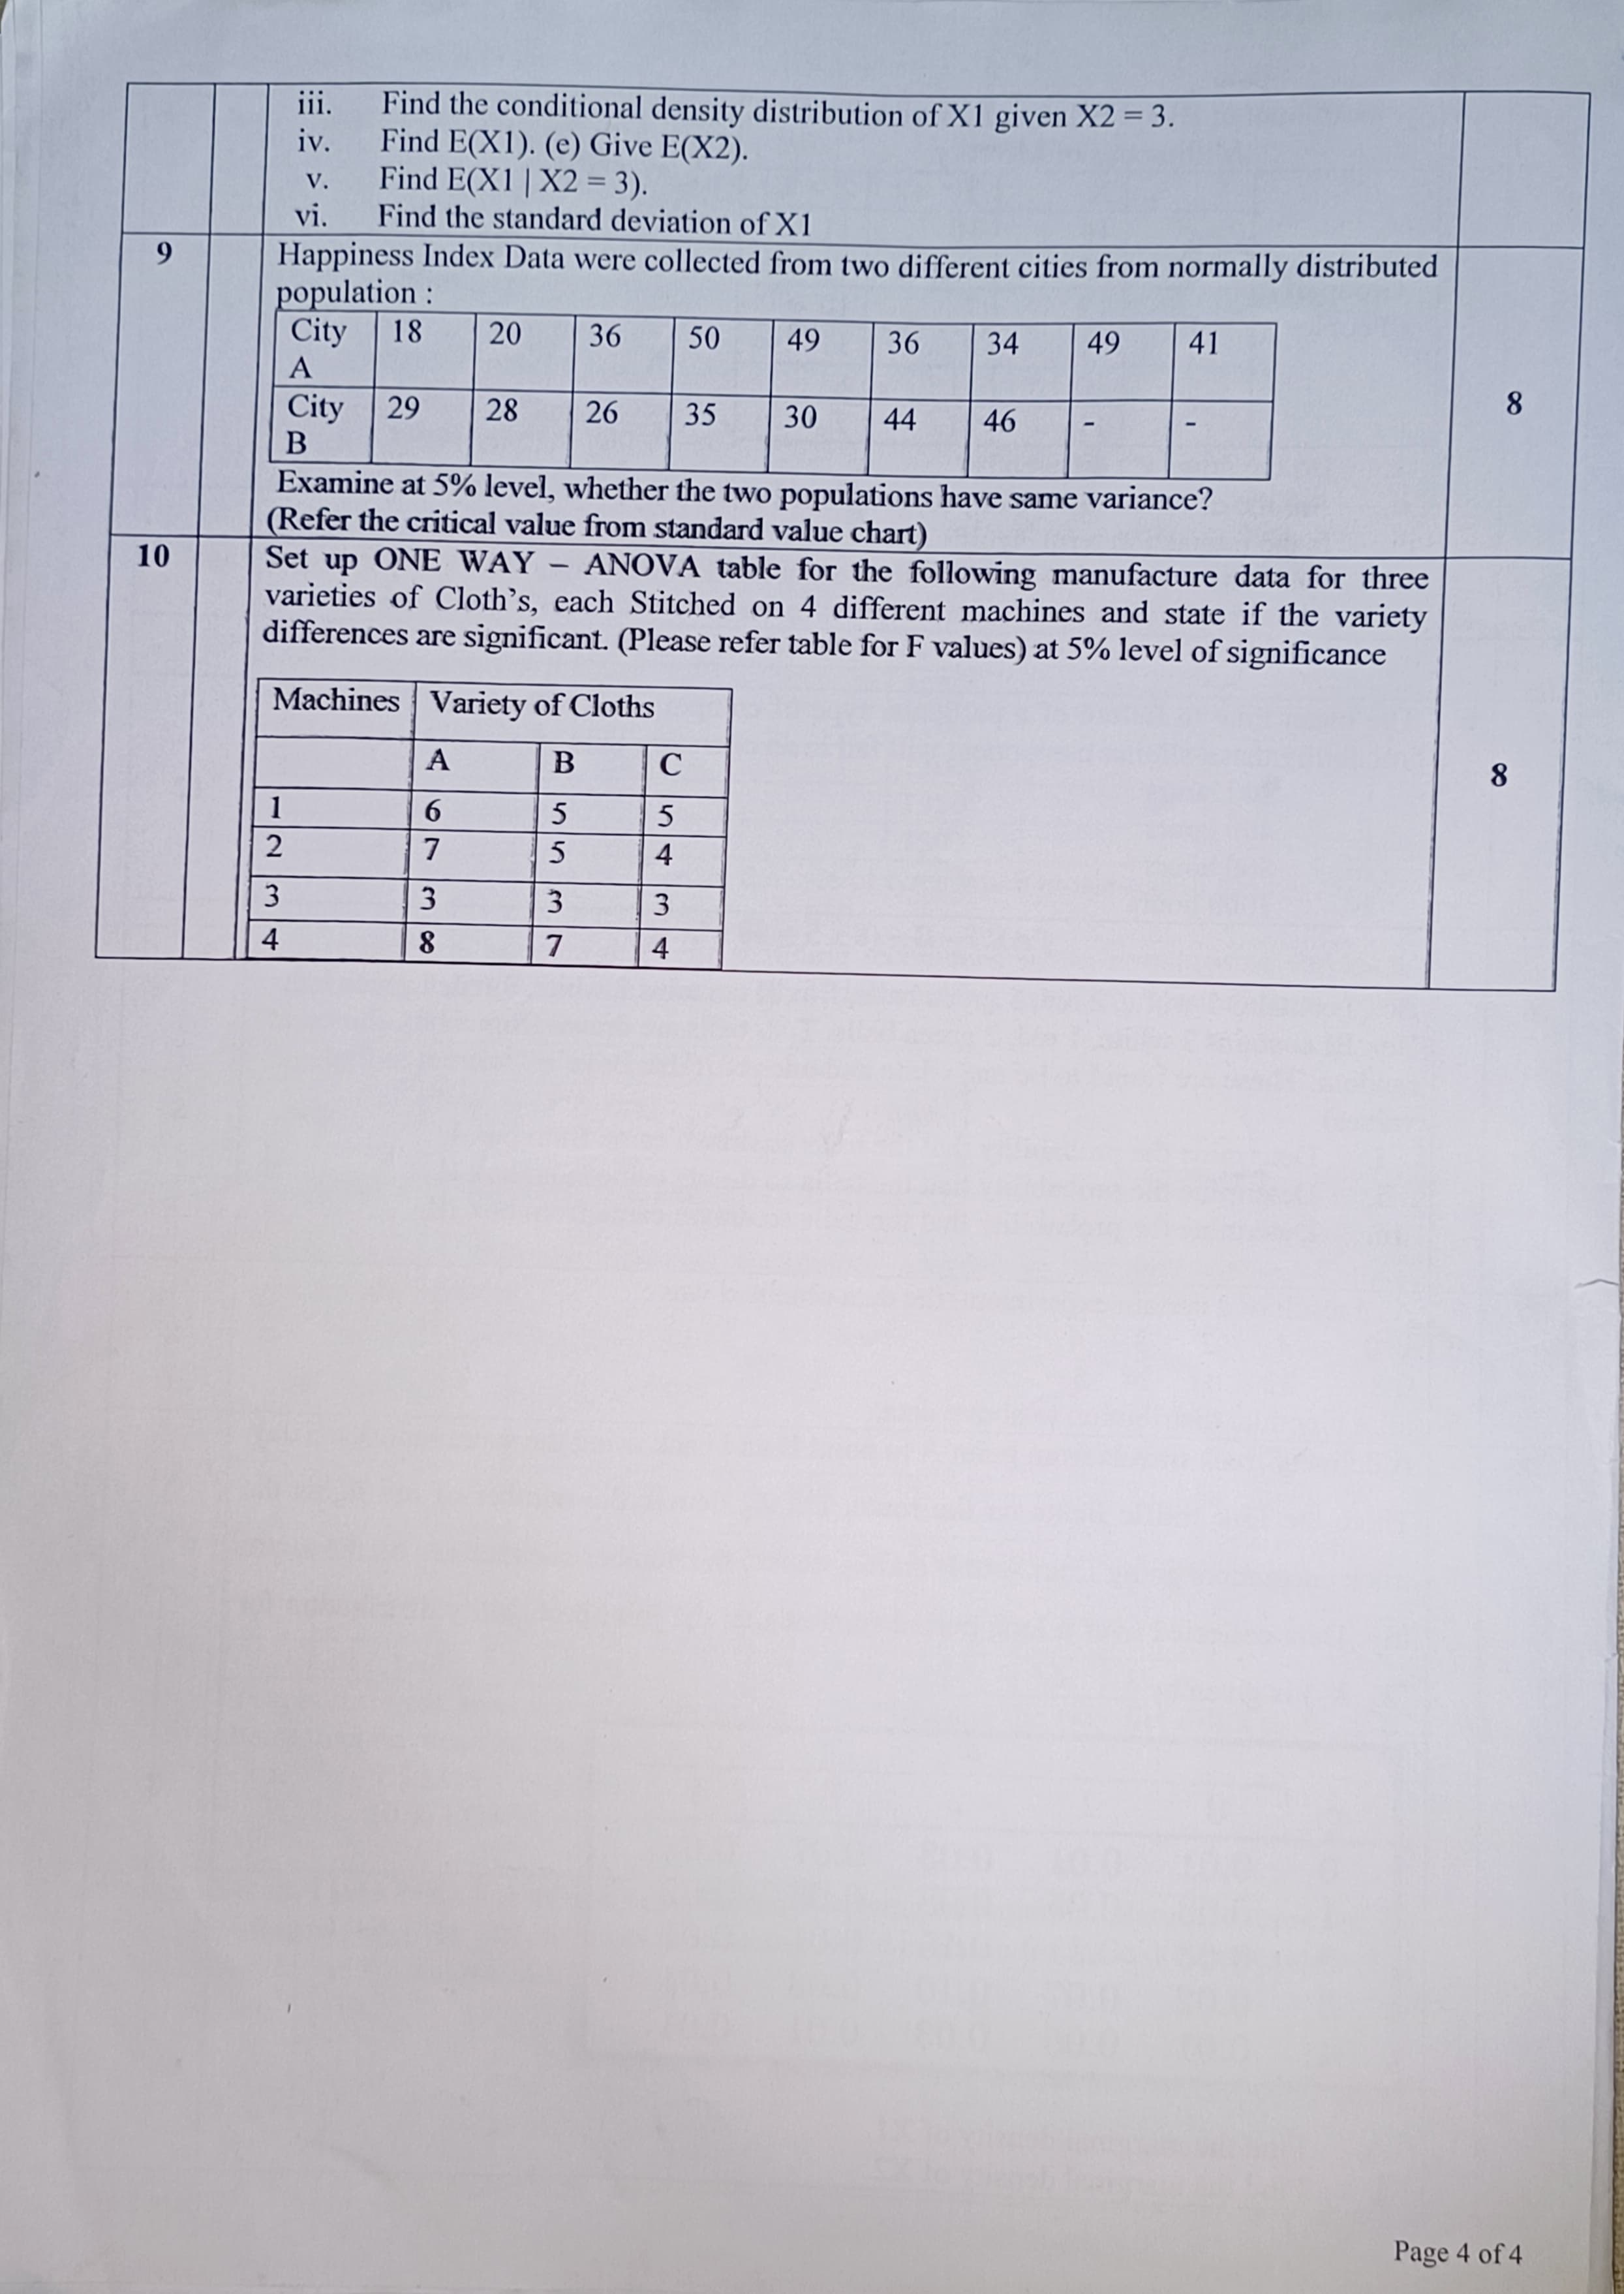 iii. Find the conditional density distribution of X1 given X2 = 3.
iv. Find E(X1). (e) Give E(X2).
v. Find E(X1 | X2 = 3).
vi. Find the standard deviation of X1
9 Happiness Index Data were collected from two different cities from normally distributed
population :
City A 18 20 36 50 49 36 34 49 41
City B 29 28 26 35 30 44 46 - -
8
Examine at 5% level, whether the two populations have same variance?
(Refer the critical value from standard value chart)
10 Set up ONE WAY – ANOVA table for the following manufacture data for three
varieties of Cloth's, each Stitched on 4 different machines and state if the variety
differences are significant. (Please refer table for F values) at 5% level of significance
Machines Variety of Cloths
A B C
8
1 6 5 5
2 7 5 4
3 3 3 3
4 8 7 4
Page 4 of 4